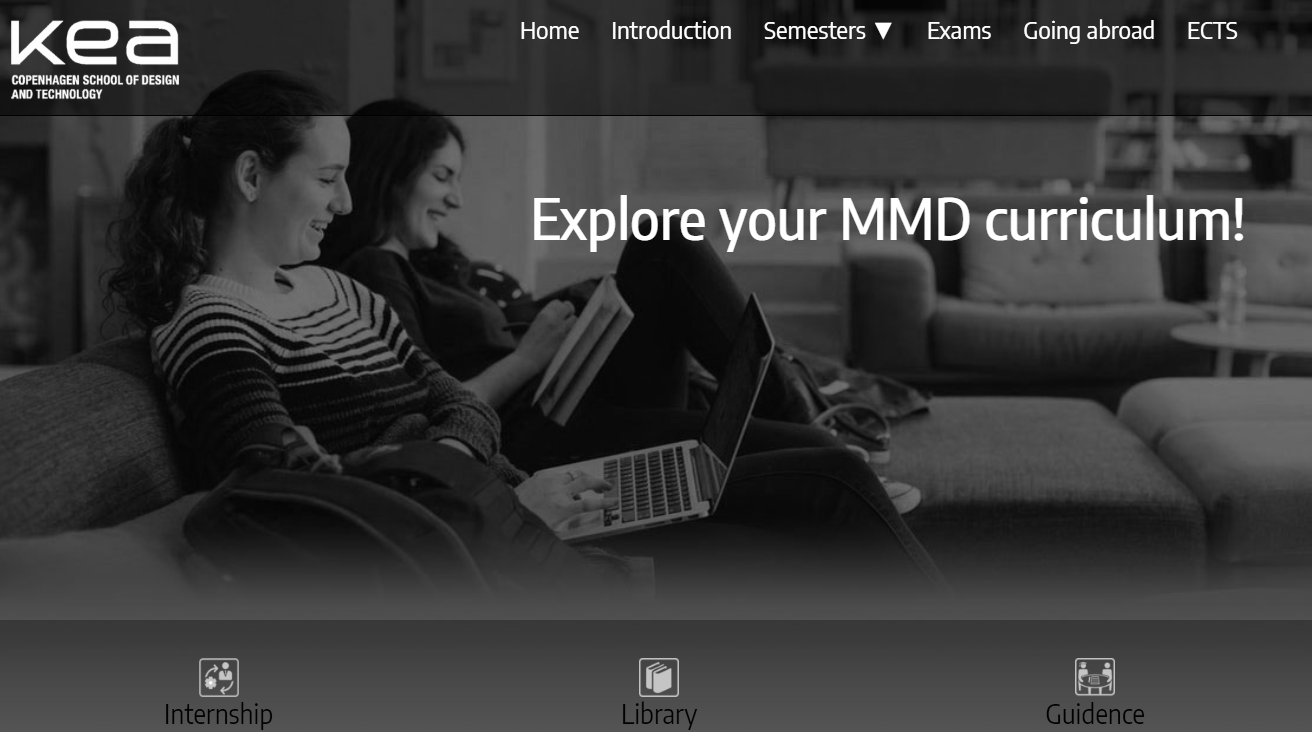 kea
COPENHAGEN SCHOOL OF DESIGN
AND TECHNOLOGY
Home Introduction Semesters ▼ Exams Going abroad ECTS
Explore your MMD curriculum!
Internship Library Guidence